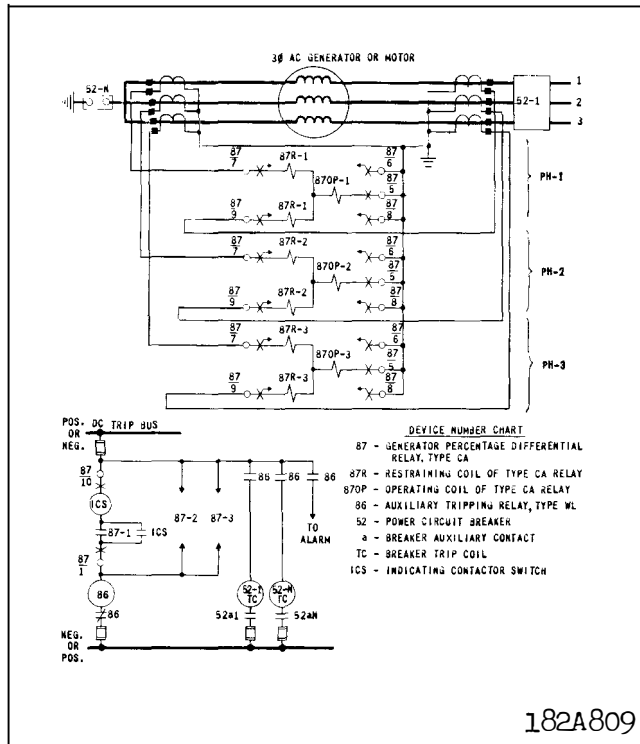 3Ø AC GENERATOR OR MOTOR
52-N
52-1
1
2
3
87
7
87R-1
87
6
87OP-1
87
5
87
9
87R-1
87
8
PH-1
87
7
87R-2
87
6
87OP-2
87
5
87
9
87R-2
87
8
PH-2
87
7
87R-3
87
6
87OP-3
87
5
87
9
87R-3
87
8
PH-3
POS. DC TRIP BUS
OR
NEG.
87
10
ICS
87-1
ICS
87-2
87-3
86
86
86
TO
ALARM
87
1
86
86
52-1
TC
52-N
TC
52a1
52aN
NEG.
OR
POS.
DEVICE NUMBER CHART
87 - GENERATOR PERCENTAGE DIFFERENTIAL
RELAY, TYPE CA
87R - RESTRAINING COIL OF TYPE CA RELAY
87OP - OPERATING COIL OF TYPE CA RELAY
86 - AUXILIARY TRIPPING RELAY, TYPE WL
52 - POWER CIRCUIT BREAKER
a - BREAKER AUXILIARY CONTACT
TC - BREAKER TRIP COIL
ICS - INDICATING CONTACTOR SWITCH
182A809